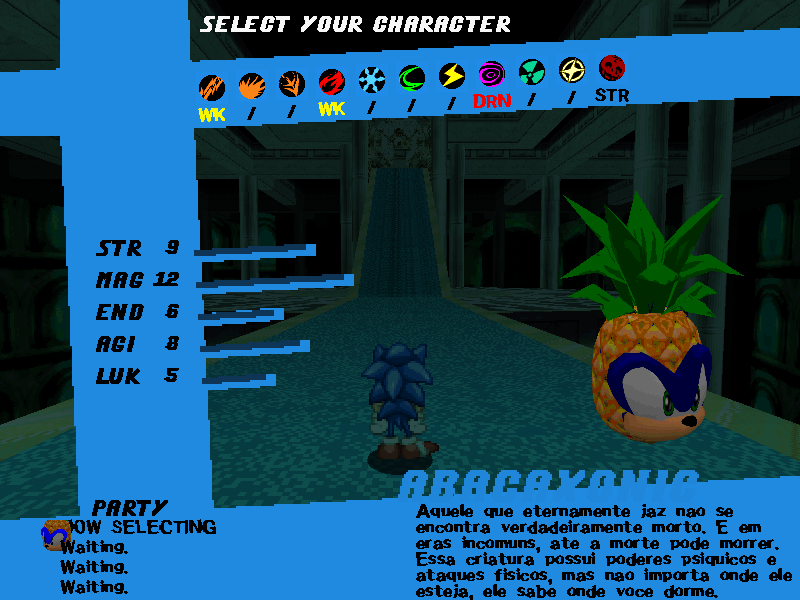 SELECT YOUR CHARACTER
WK / / WK / / / DRN / / STR
STR 9
MAG 12
END 6
AGI 8
LUK 5
ABACAXONIC
PARTY
NOW SELECTING
Waiting.
Waiting.
Waiting.
Aquele que eternamente jaz nao se
encontra verdadeiramente morto. E em
eras incomuns, ate a morte pode morrer.
Essa criatura possui poderes psiquicos e
ataques fisicos, mas nao importa onde ele
esteja, ele sabe onde voce dorme.